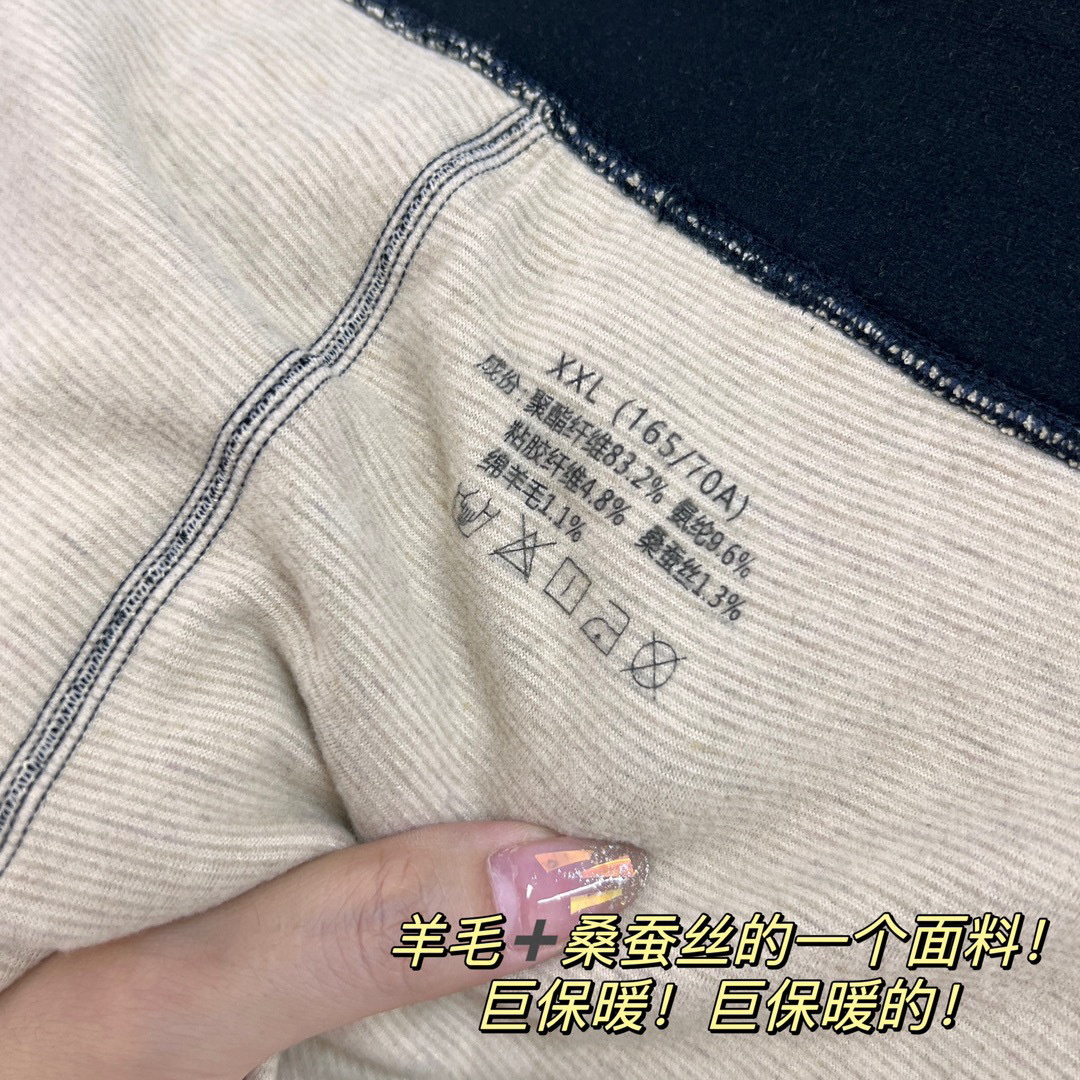 XXL (165/70A)
成份：聚酯纤维83.2% 氨纶9.6%
粘胶纤维4.8% 桑蚕丝1.3%
绵羊毛1.1%
羊毛➕桑蚕丝的一个面料！
巨保暖！巨保暖的！